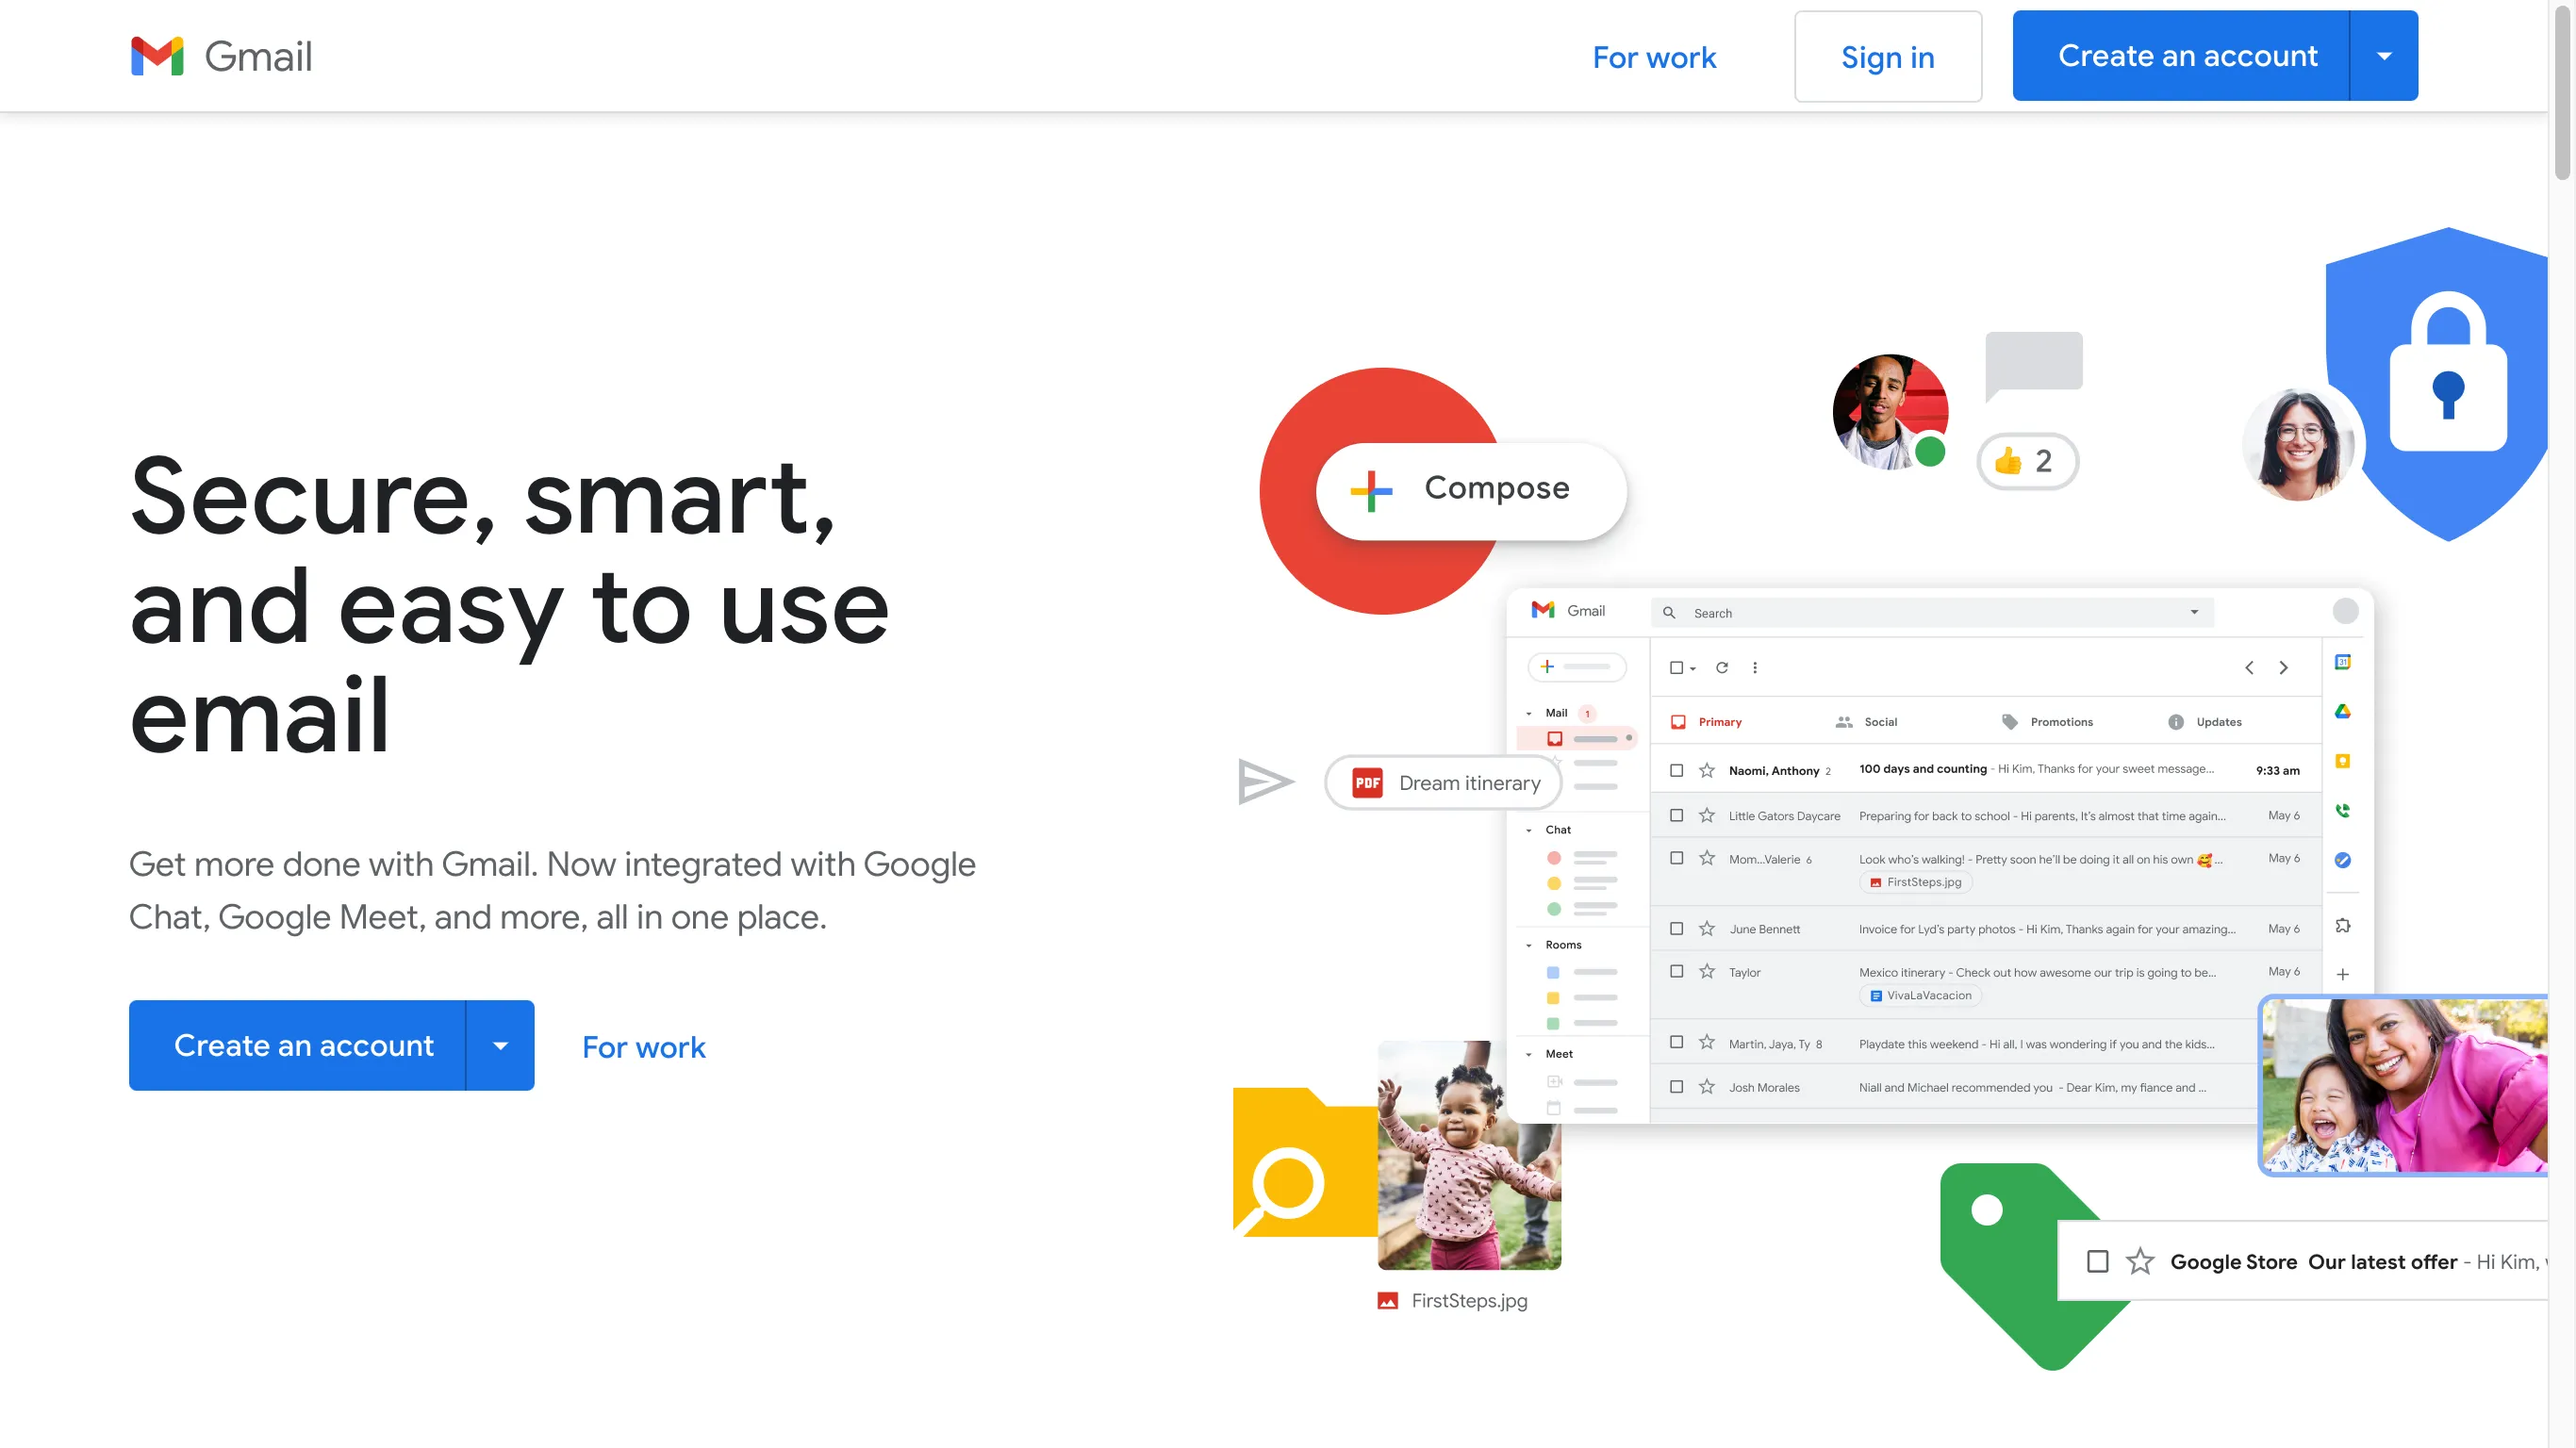 Gmail
For work
Sign in
Create an account
Secure, smart,
and easy to use
email
Get more done with Gmail. Now integrated with Google
Chat, Google Meet, and more, all in one place.
Create an account
For work
Compose
👍 2
Gmail
Search
Mail 1
Primary
Social
Promotions
Updates
Naomi, Anthony 2 100 days and counting - Hi Kim, Thanks for your sweet message... 9:33 am
PDF Dream itinerary
Little Gators Daycare Preparing for back to school - Hi parents, It's almost that time again... May 6
Chat
Mom...Valerie 6 Look who's walking! - Pretty soon he'll be doing it all on his own 🥰... May 6
FirstSteps.jpg
June Bennett Invoice for Lyd's party photos - Hi Kim, Thanks again for your amazing... May 6
Rooms
Taylor Mexico itinerary - Check out how awesome our trip is going to be... May 6
VivaLaVacacion
Martin, Jaya, Ty 8 Playdate this weekend - Hi all, I was wondering if you and the kids...
Meet
Josh Morales Niall and Michael recommended you - Dear Kim, my fiance and ...
31
Google Store Our latest offer - Hi Kim,
FirstSteps.jpg